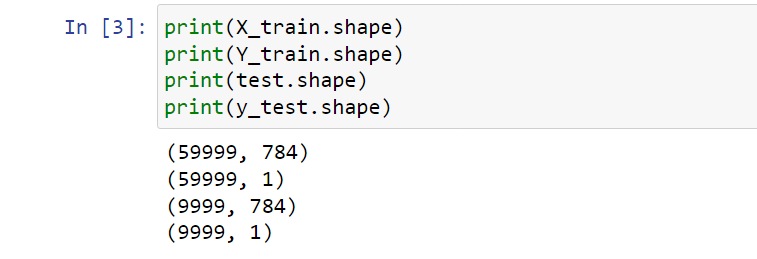 In [3]: print(X_train.shape)
print(Y_train.shape)
print(test.shape)
print(y_test.shape)
(59999, 784)
(59999, 1)
(9999, 784)
(9999, 1)